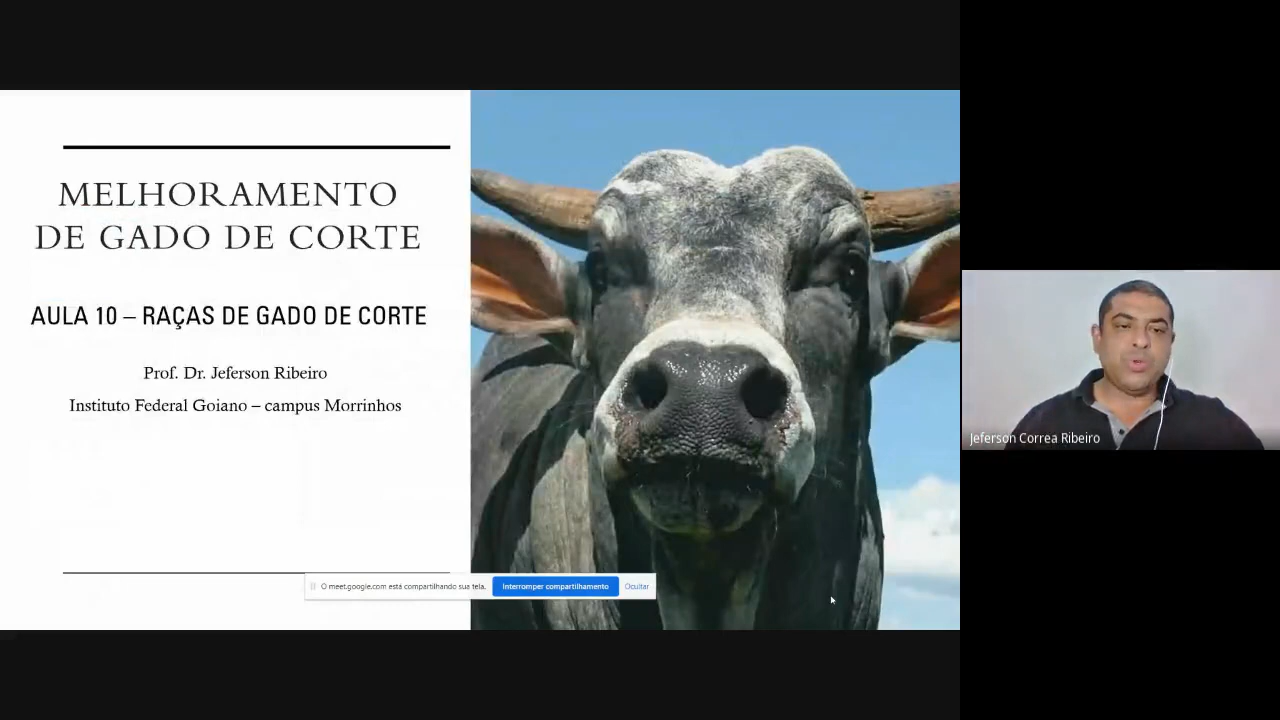 MELHORAMENTO
DE GADO DE CORTE
AULA 10 – RAÇAS DE GADO DE CORTE
Prof. Dr. Jeferson Ribeiro
Instituto Federal Goiano – campus Morrinhos
O meet.google.com está compartilhando sua tela. Interromper compartilhamento Ocultar
Jeferson Correa Ribeiro